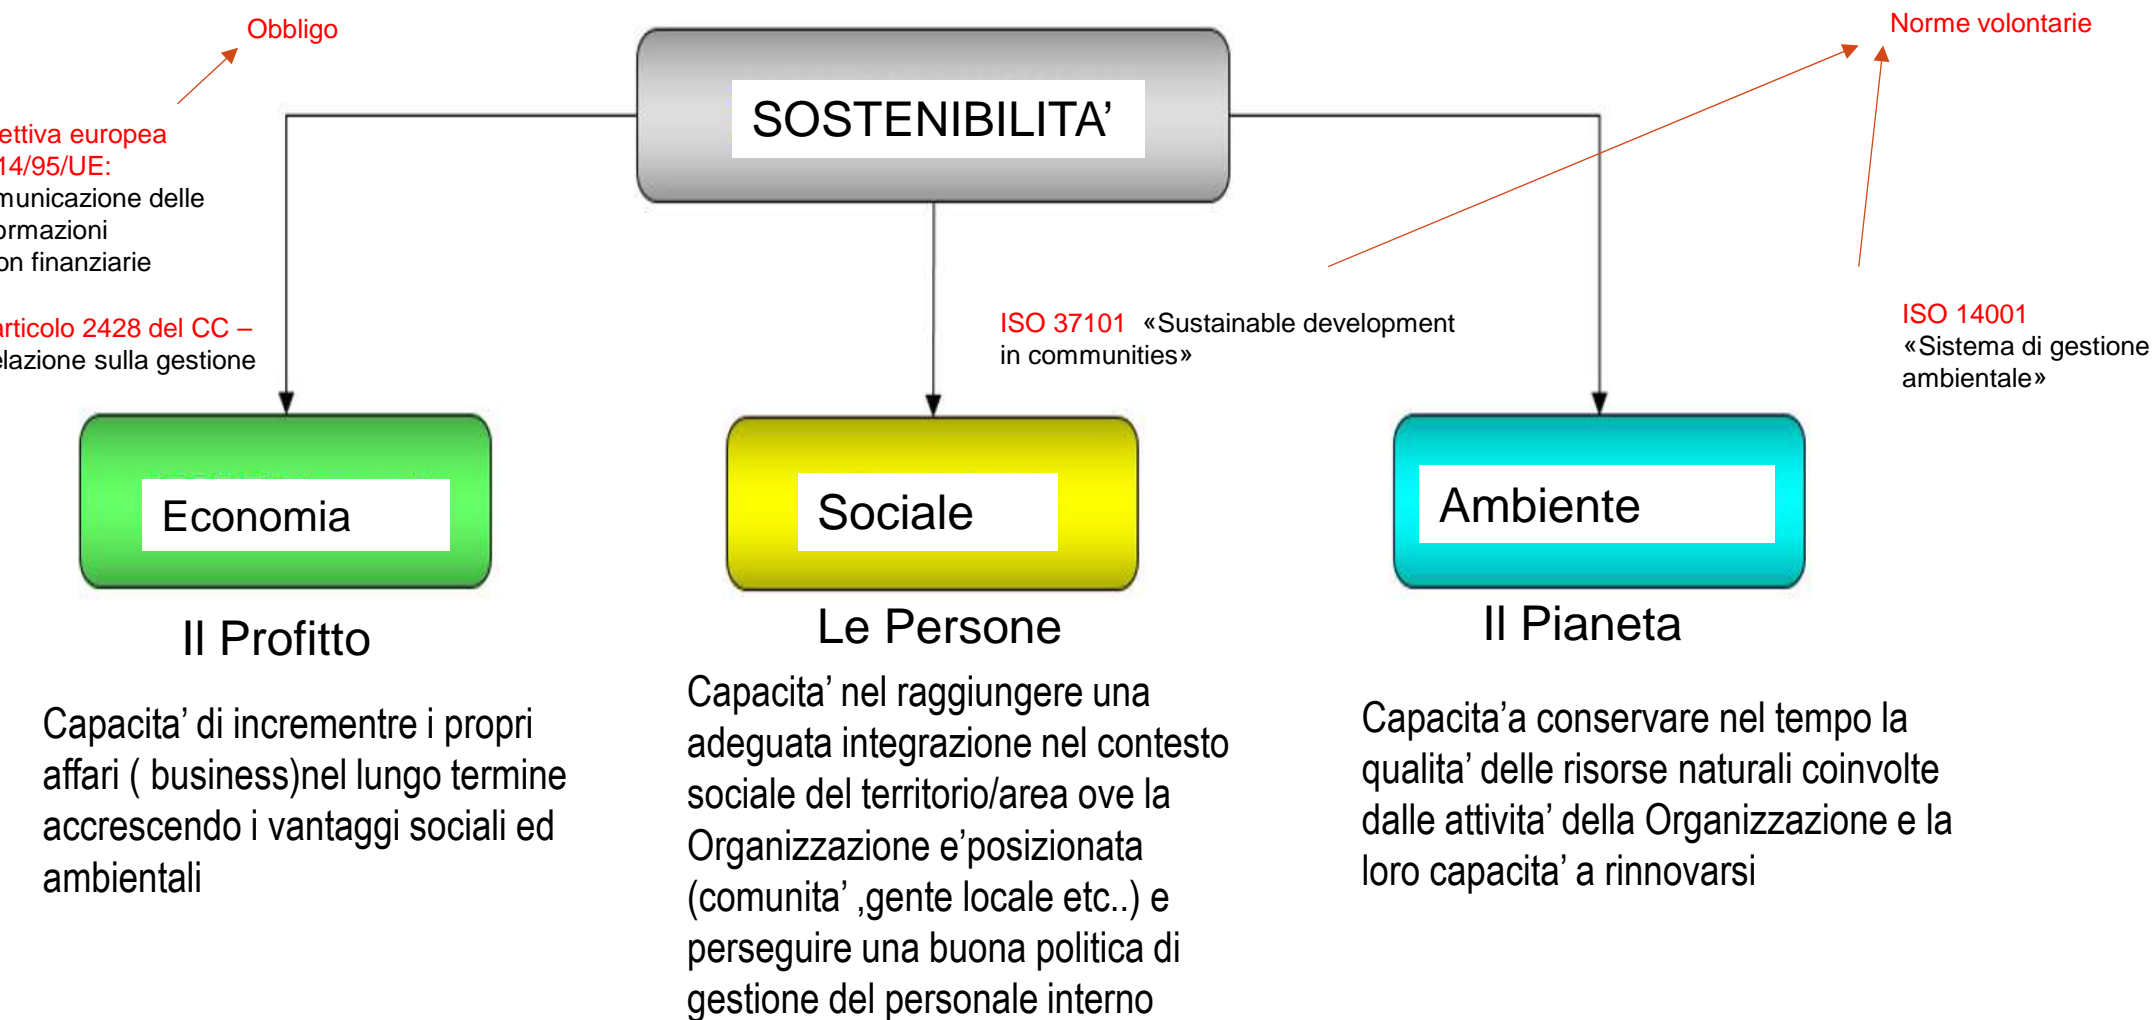 Obbligo
Norme volontarie
SOSTENIBILITA’
ettiva europea
14/95/UE:
municazione delle
ormazioni
on finanziarie
articolo 2428 del CC –
elazione sulla gestione
ISO 37101 «Sustainable development
in communities»
ISO 14001
«Sistema di gestione
ambientale»
Economia
Sociale
Ambiente
Il Profitto
Le Persone
Il Pianeta
Capacita’ di incrementre i propri
affari ( business)nel lungo termine
accrescendo i vantaggi sociali ed
ambientali
Capacita’ nel raggiungere una
adeguata integrazione nel contesto
sociale del territorio/area ove la
Organizzazione e’posizionata
(comunita’ ,gente locale etc..) e
perseguire una buona politica di
gestione del personale interno
Capacita’a conservare nel tempo la
qualita’ delle risorse naturali coinvolte
dalle attivita’ della Organizzazione e la
loro capacita’ a rinnovarsi